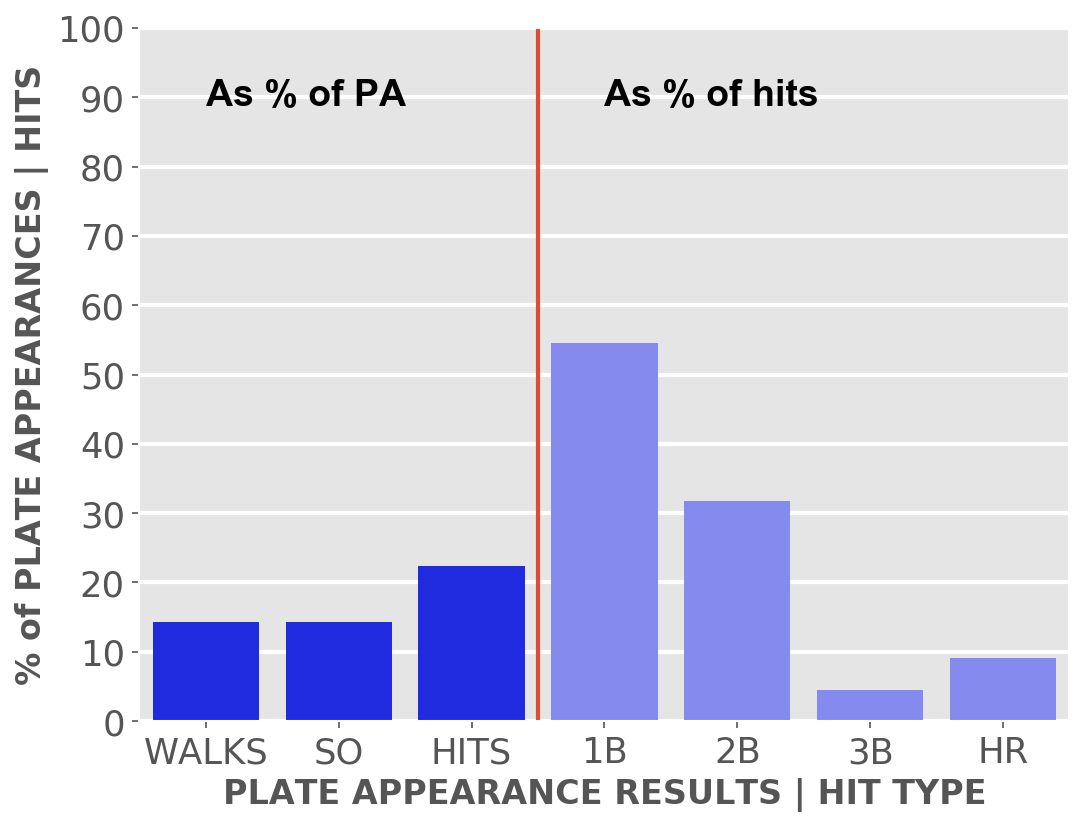 % of PLATE APPEARANCES | HITS
100
90
80
70
60
50
40
30
20
10
0
As % of PA
As % of hits
WALKS SO HITS 1B 2B 3B HR
PLATE APPEARANCE RESULTS | HIT TYPE